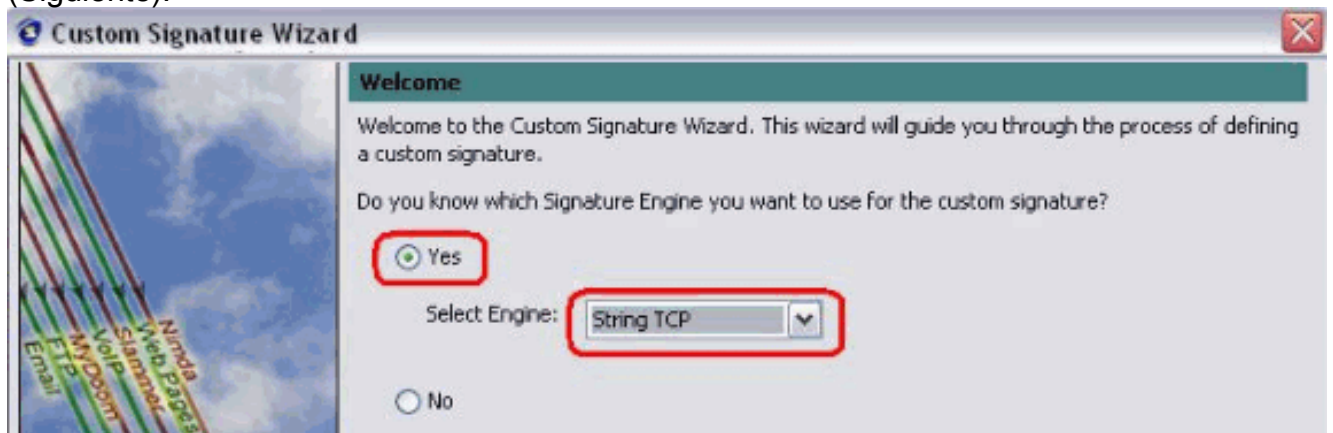 (Siguiente).
Custom Signature Wizard
Welcome
Welcome to the Custom Signature Wizard. This wizard will guide you through the process of defining
a custom signature.
Do you know which Signature Engine you want to use for the custom signature?
Yes
Select Engine: String TCP
No
Nimda
Web Pages
Slammer
VoIP
MyDoom
FTP
Email